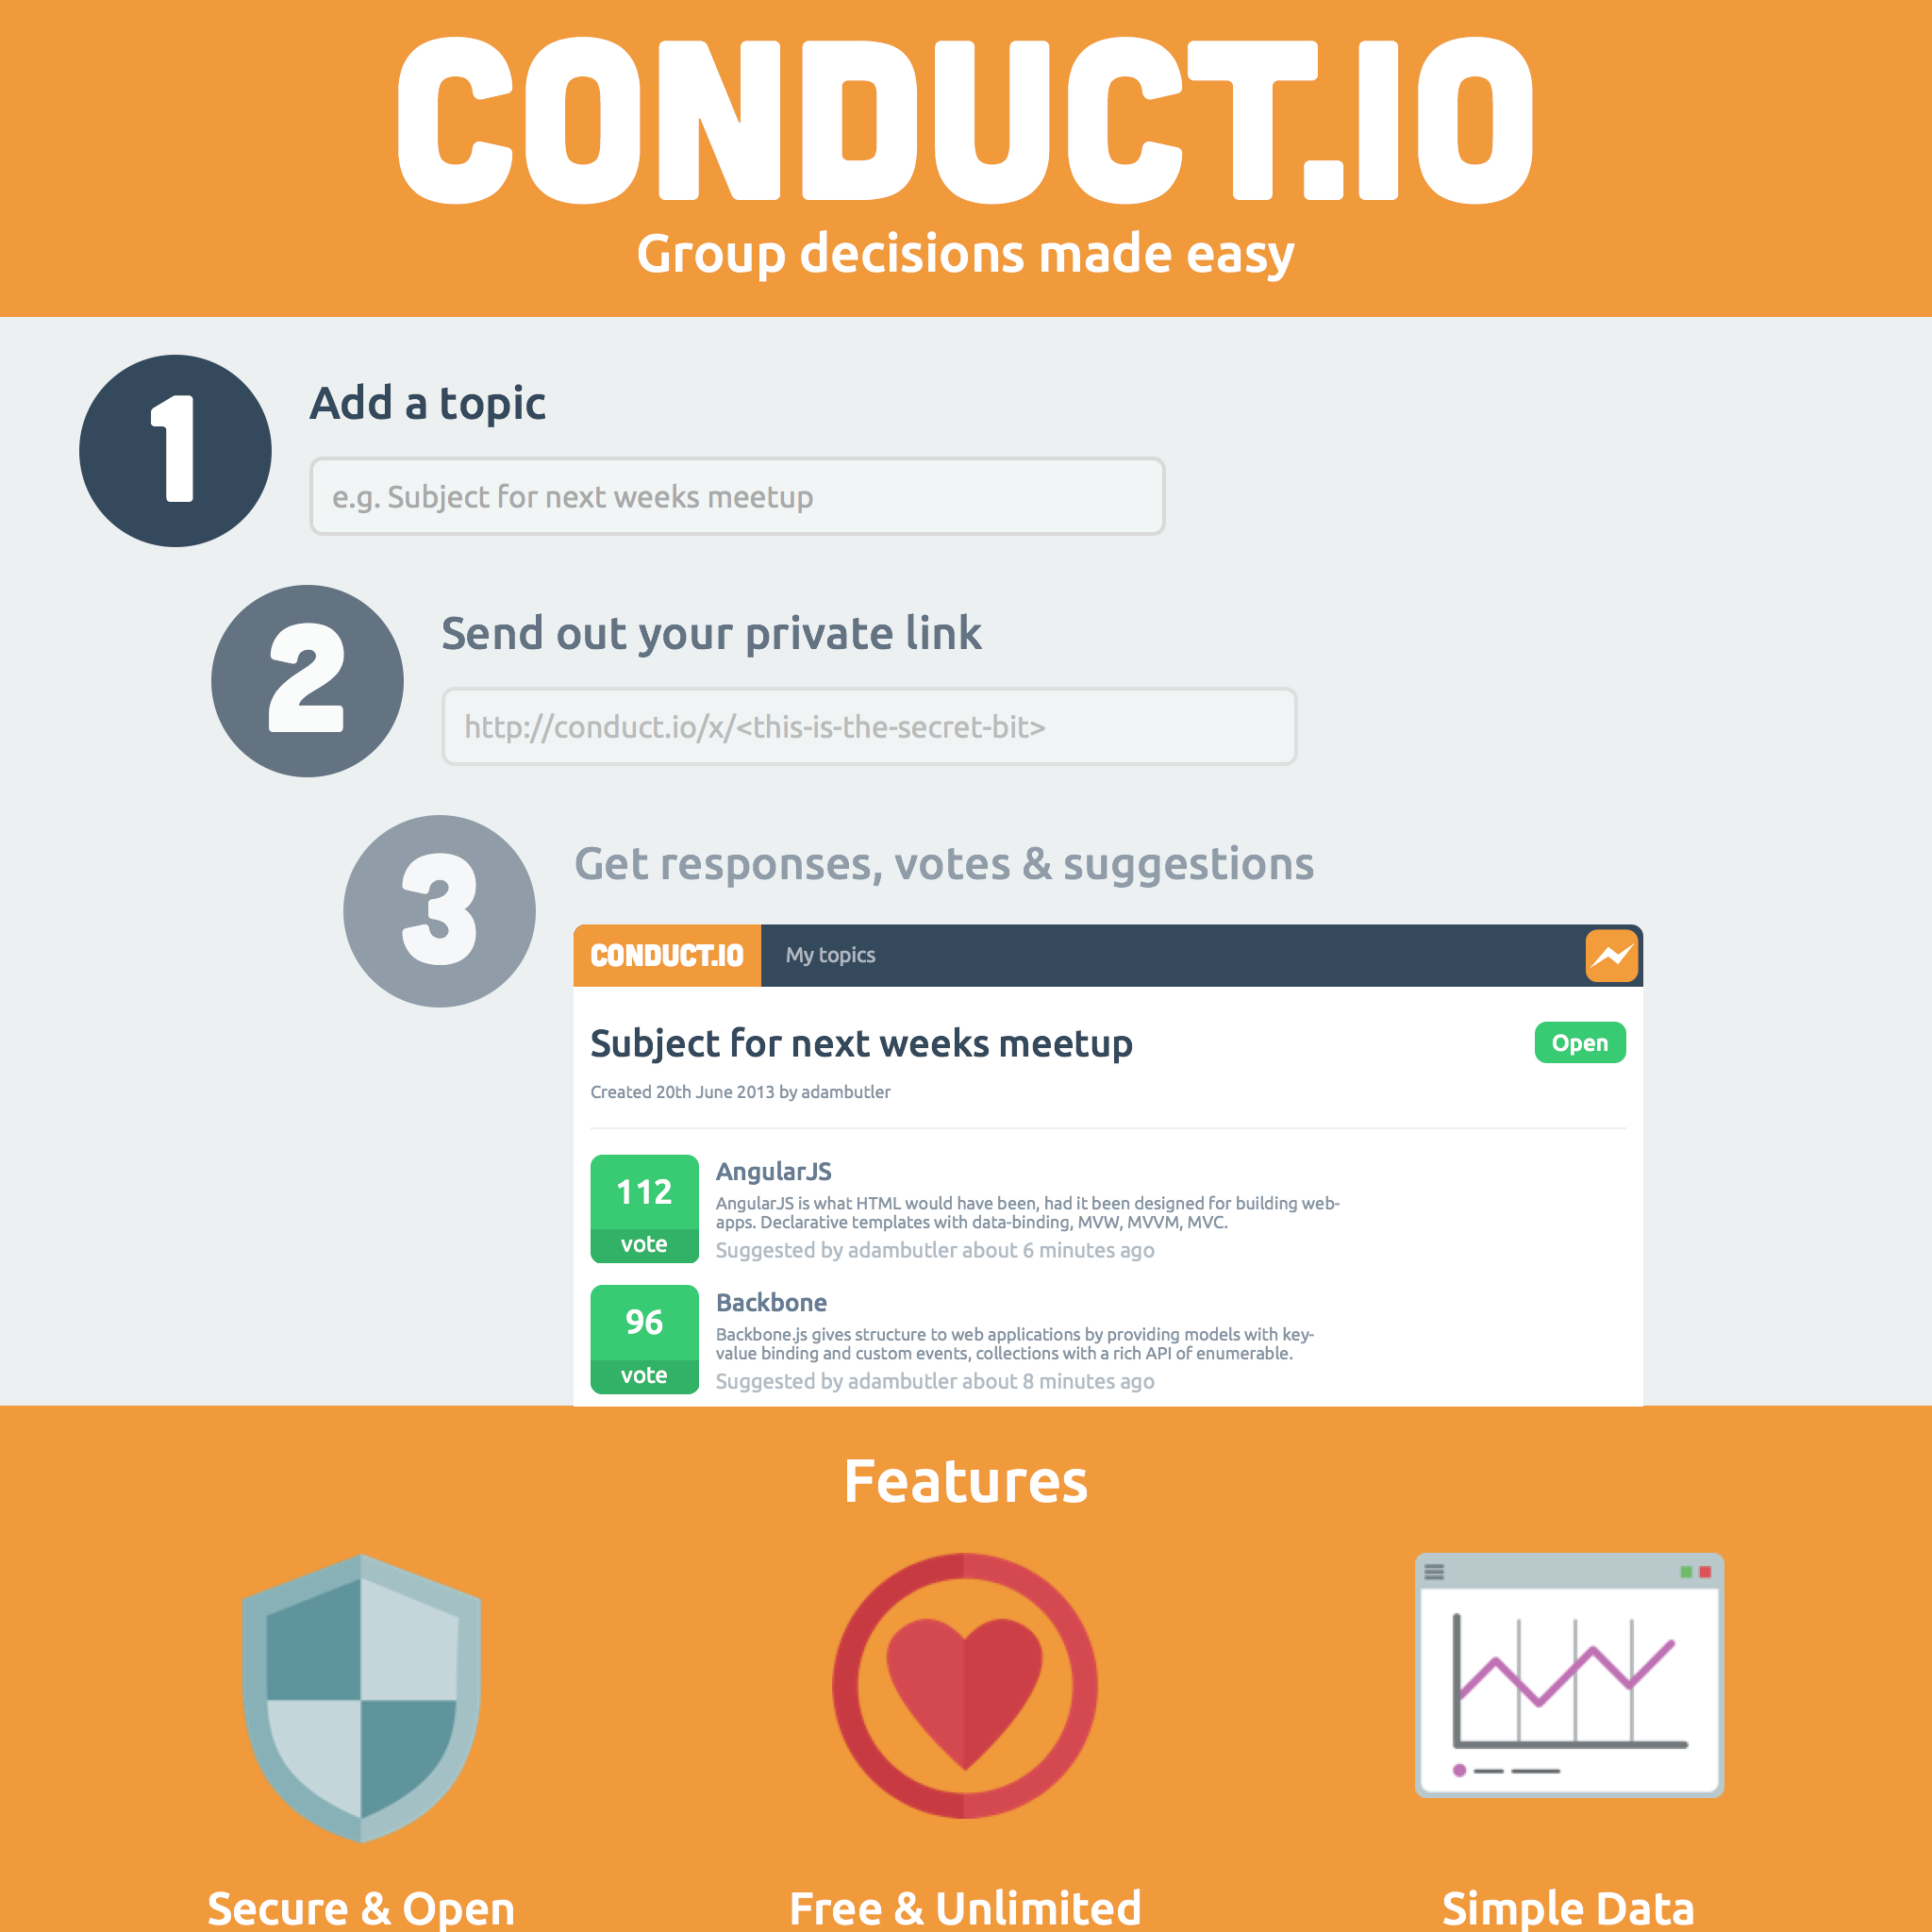 CONDUCT.IO
Group decisions made easy
1
Add a topic
e.g. Subject for next weeks meetup
2
Send out your private link
http://conduct.io/x/<this-is-the-secret-bit>
3
Get responses, votes & suggestions
CONDUCT.IO
My topics
Subject for next weeks meetup
Open
Created 20th June 2013 by adambutler
112
vote
AngularJS
AngularJS is what HTML would have been, had it been designed for building web-
apps. Declarative templates with data-binding, MVW, MVVM, MVC.
Suggested by adambutler about 6 minutes ago
96
vote
Backbone
Backbone.js gives structure to web applications by providing models with key-
value binding and custom events, collections with a rich API of enumerable.
Suggested by adambutler about 8 minutes ago
Features
Secure & Open
Free & Unlimited
Simple Data